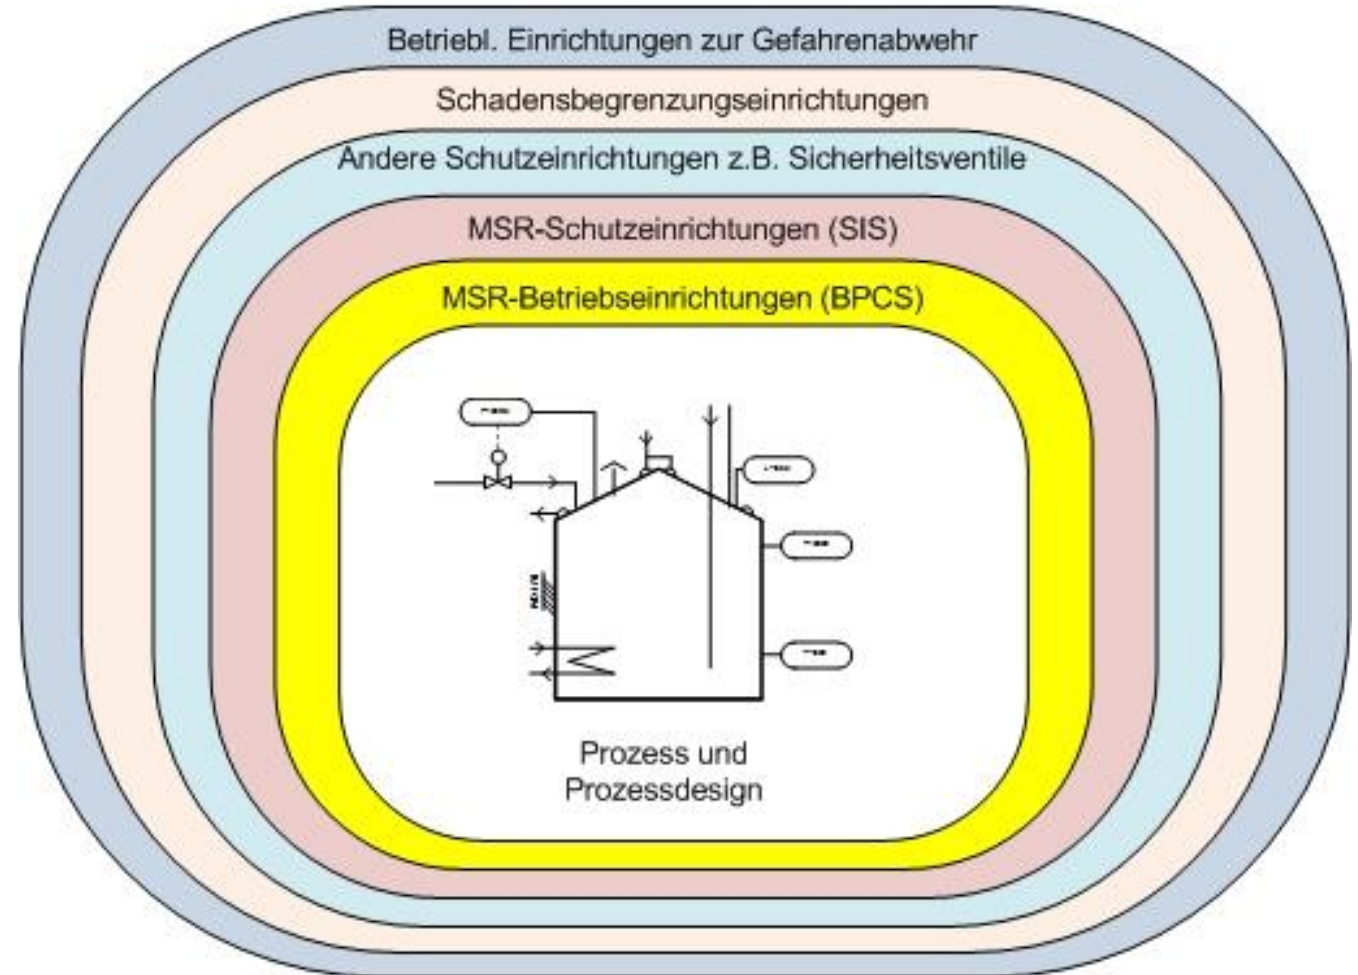 Betriebl. Einrichtungen zur Gefahrenabwehr
Schadensbegrenzungseinrichtungen
Andere Schutzeinrichtungen z.B. Sicherheitsventile
MSR-Schutzeinrichtungen (SIS)
MSR-Betriebseinrichtungen (BPCS)
Prozess und
Prozessdesign